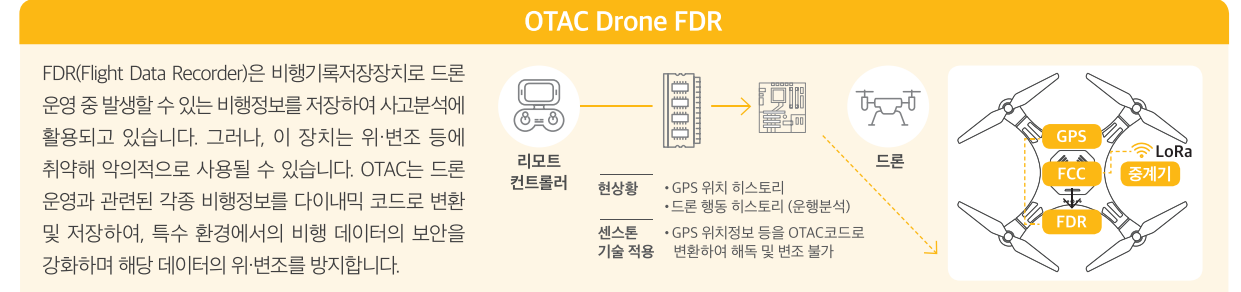 OTAC Drone FDR
FDR(Flight Data Recorder)은 비행기록저장장치로 드론
운영 중 발생할 수 있는 비행정보를 저장하여 사고분석에
활용되고 있습니다. 그러나, 이 장치는 위·변조 등에
취약해 악의적으로 사용될 수 있습니다. OTAC는 드론
운영과 관련된 각종 비행정보를 다이내믹 코드로 변환
및 저장하여, 특수 환경에서의 비행 데이터의 보안을
강화하며 해당 데이터의 위·변조를 방지합니다.
리모트
컨트롤러
드론
현상황
• GPS 위치 히스토리
• 드론 행동 히스토리 (운행분석)
센스톤
기술 적용
• GPS 위치정보 등을 OTAC코드로
변환하여 해독 및 변조 불가
GPS
LoRa
FCC
중계기
FDR